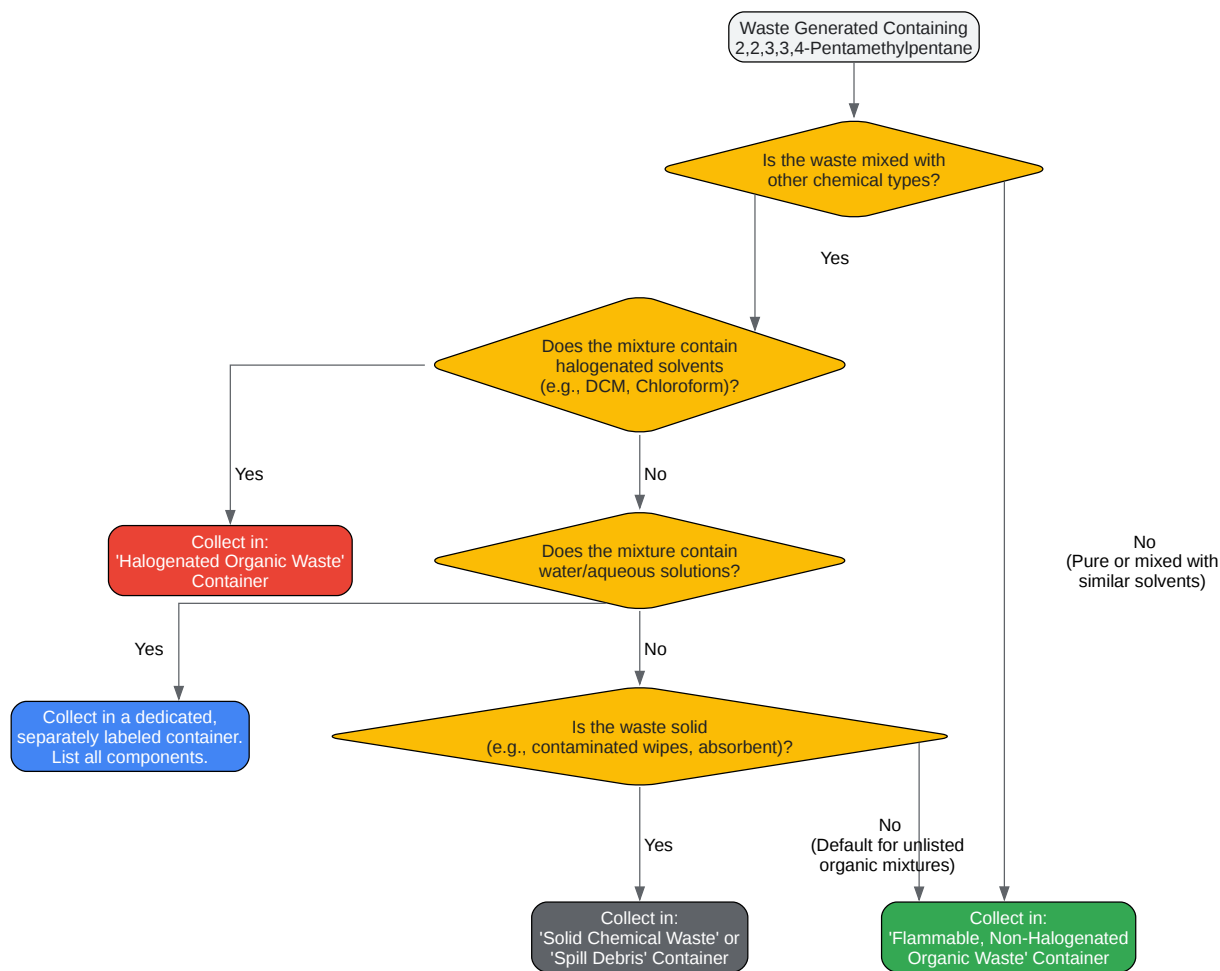 Waste Generated Containing
2,2,3,3,4-Pentamethylpentane
Is the waste mixed with
other chemical types?
Yes
Does the mixture contain
halogenated solvents
(e.g., DCM, Chloroform)?
Yes
No
Collect in:
'Halogenated Organic Waste'
Container
Does the mixture contain
water/aqueous solutions?
No
(Pure or mixed with
similar solvents)
Yes
No
Collect in a dedicated,
separately labeled container.
List all components.
Is the waste solid
(e.g., contaminated wipes, absorbent)?
Yes
No
(Default for unlisted
organic mixtures)
Collect in:
'Solid Chemical Waste' or
'Spill Debris' Container
Collect in:
'Flammable, Non-Halogenated
Organic Waste' Container